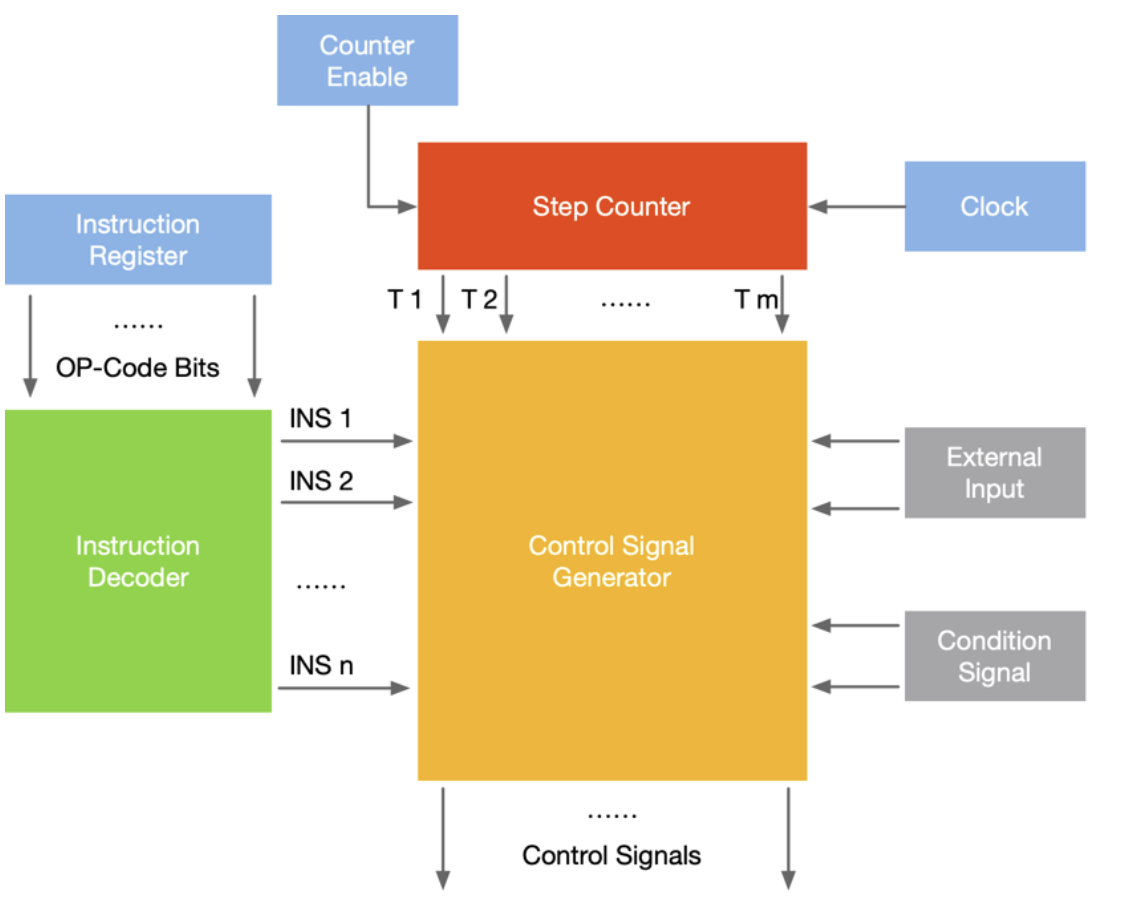 Counter
Enable
Step Counter
Clock
Instruction
Register
T 1
T 2
......
T m
......
OP-Code Bits
INS 1
INS 2
......
INS n
Instruction
Decoder
Control Signal
Generator
External
Input
Condition
Signal
......
Control Signals